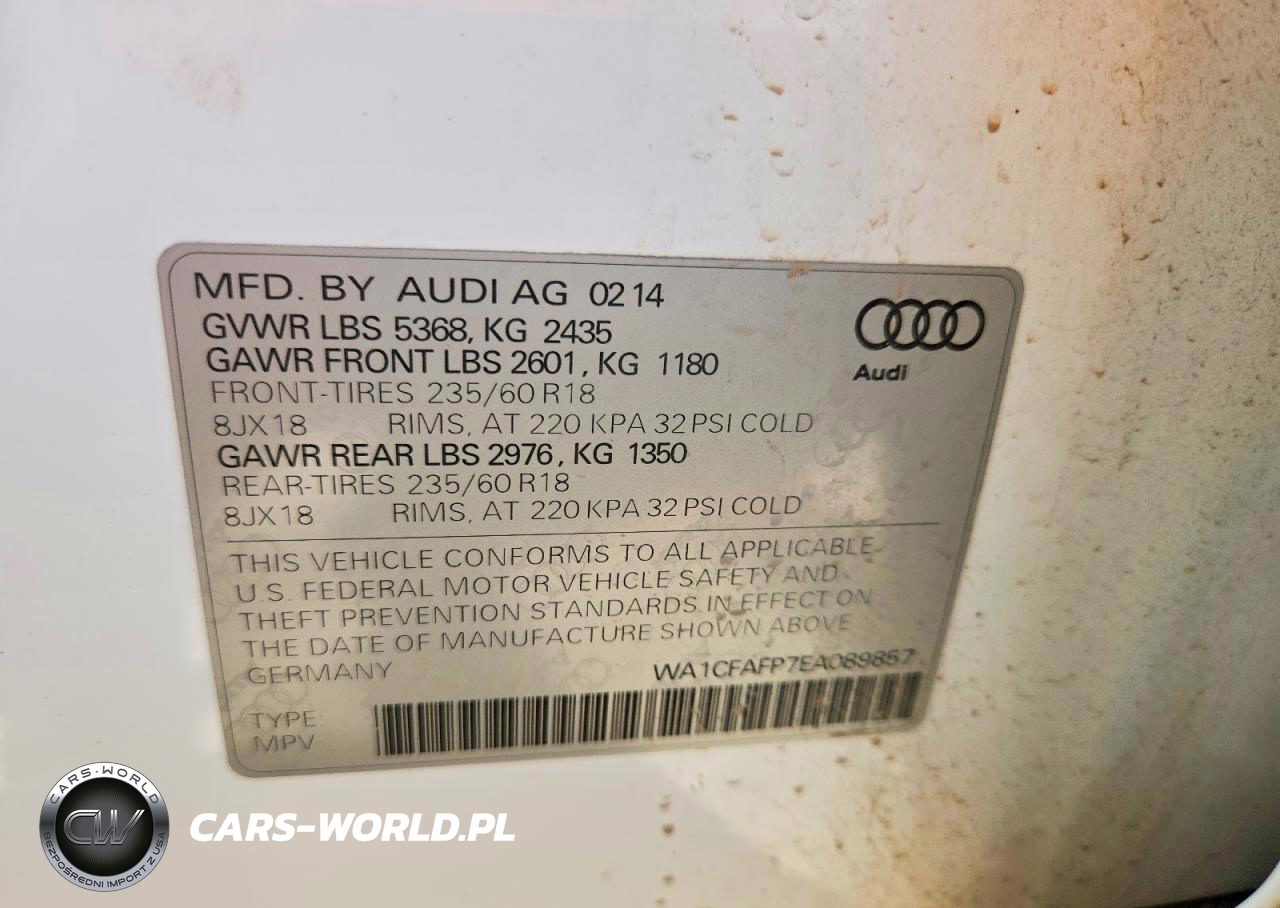 MFD. BY AUDI AG 02 14
GVWR LBS 5368, KG 2435
GAWR FRONT LBS 2601, KG 1180
FRONT-TIRES 235/60 R18
8JX18 RIMS, AT 220 KPA 32 PSI COLD
GAWR REAR LBS 2976, KG 1350
REAR-TIRES 235/60 R18
8JX18 RIMS, AT 220 KPA 32 PSI COLD
Audi
THIS VEHICLE CONFORMS TO ALL APPLICABLE
U.S. FEDERAL MOTOR VEHICLE SAFETY AND
THEFT PREVENTION STANDARDS IN EFFECT ON
THE DATE OF MANUFACTURE SHOWN ABOVE
GERMANY WA1CFAFP7EA089857
TYPE:
MPV
CARS-WORLD
CW
BEZPOŚREDNI IMPORT Z USA
CARS-WORLD.PL